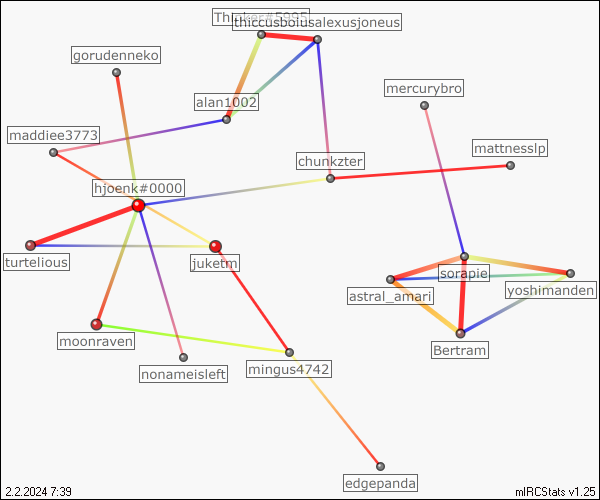 Thinker#5995
thiccusboiusalexusjoneus
gorudenneko
mercurybro
alan1002
maddiee3773
mattnesslp
chunkzter
hjoenk#0000
turtelious
juketm
sorapie
astral_amari
yoshimanden
moonraven
Bertram
nonameisleft
mingus4742
edgepanda
2.2.2024 7:39
mIRCStats v1.25